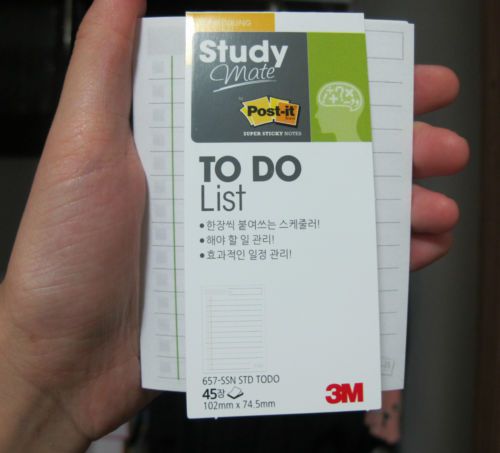 Study
Mate
Post-it
SUPER STICKY NOTES
TO DO
List
• 한장씩 붙여쓰는 스케줄러!
• 해야 할 일 관리!
• 효과적인 일정 관리!
657-SSN STD TODO
45장
102mm x 74.5mm
3M